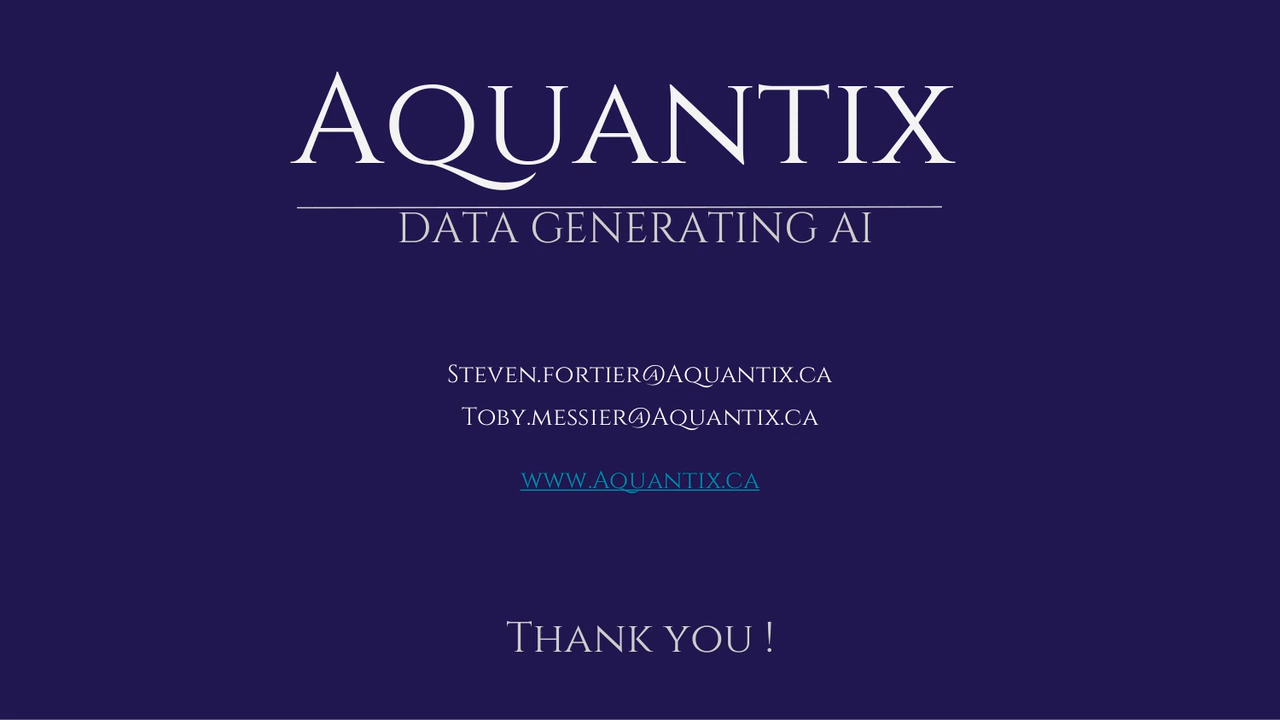 Aquantix
DATA GENERATING AI
Steven.fortier@Aquantix.ca
Toby.messier@Aquantix.ca
www.Aquantix.ca
Thank you !